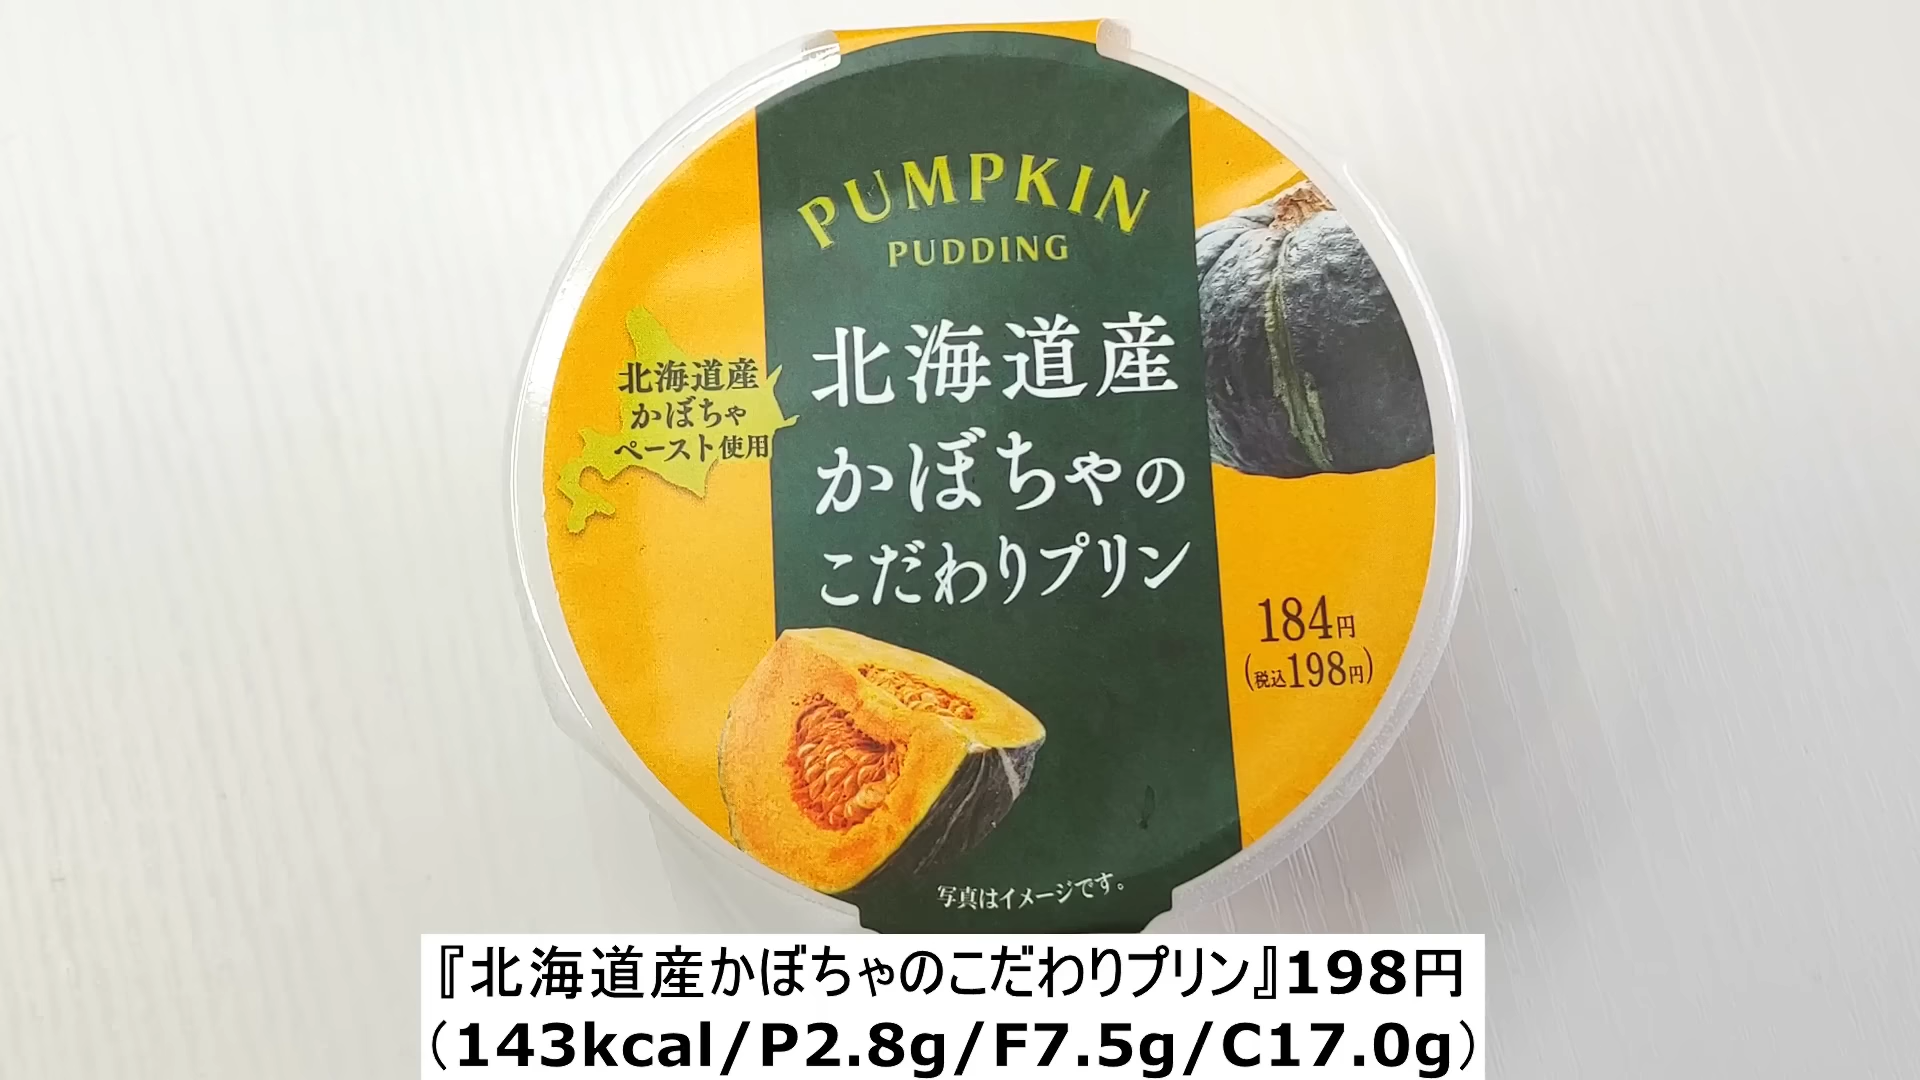 PUMPKIN
PUDDING
北海道産
かぼちゃの
こだわりプリン
北海道産
かぼちゃ
ペースト使用
184円
(税込198円)
写真はイメージです。
『北海道産かぼちゃのこだわりプリン』198円
（143kcal/P2.8g/F7.5g/C17.0g）